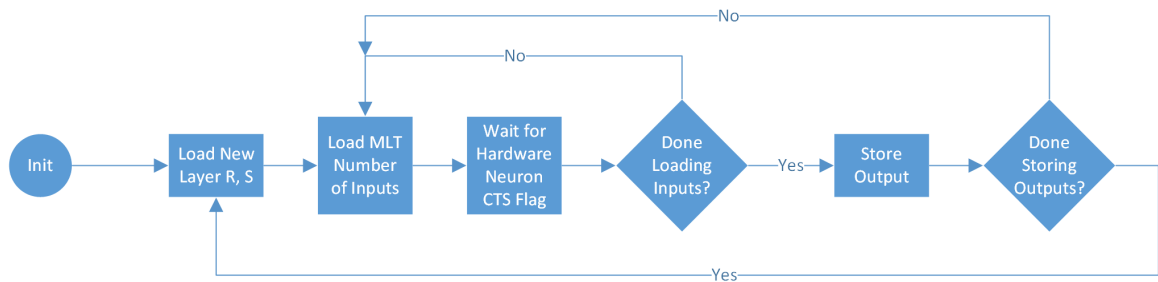 No
No
Init
Load New
Layer R, S
Load MLT
Number
of Inputs
Wait for
Hardware
Neuron
CTS Flag
Done
Loading
Inputs?
Yes
Store
Output
Done
Storing
Outputs?
Yes